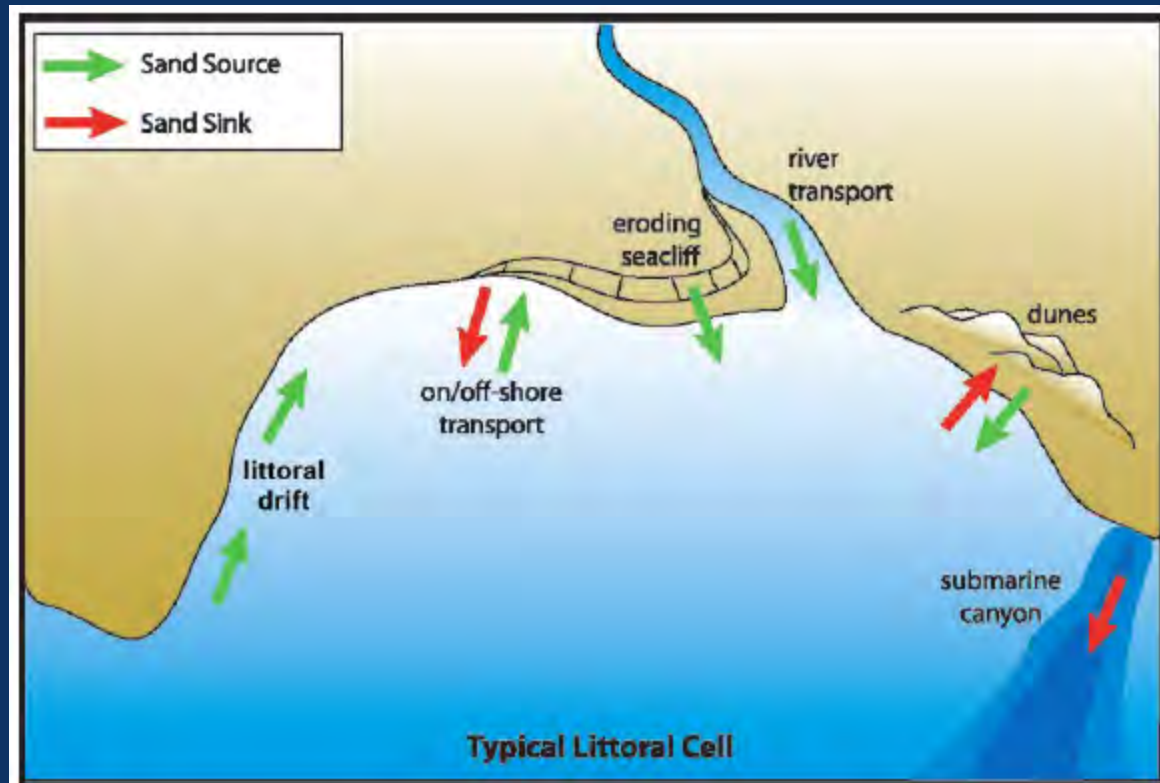 Sand Source
Sand Sink
river
transport
eroding
seacliff
dunes
on/off-shore
transport
littoral
drift
submarine
canyon
Typical Littoral Cell